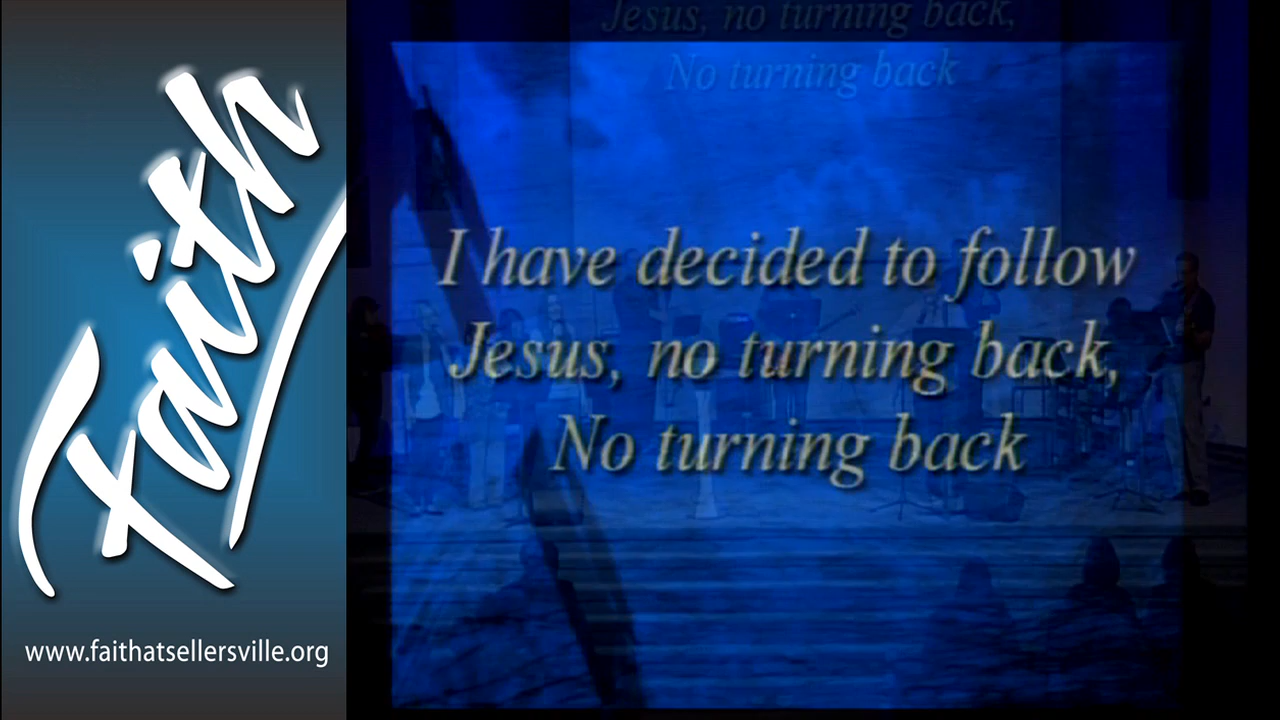 Faith
www.faithatsellersville.org
Jesus, no turning back,
No turning back
I have decided to follow
Jesus, no turning back,
No turning back